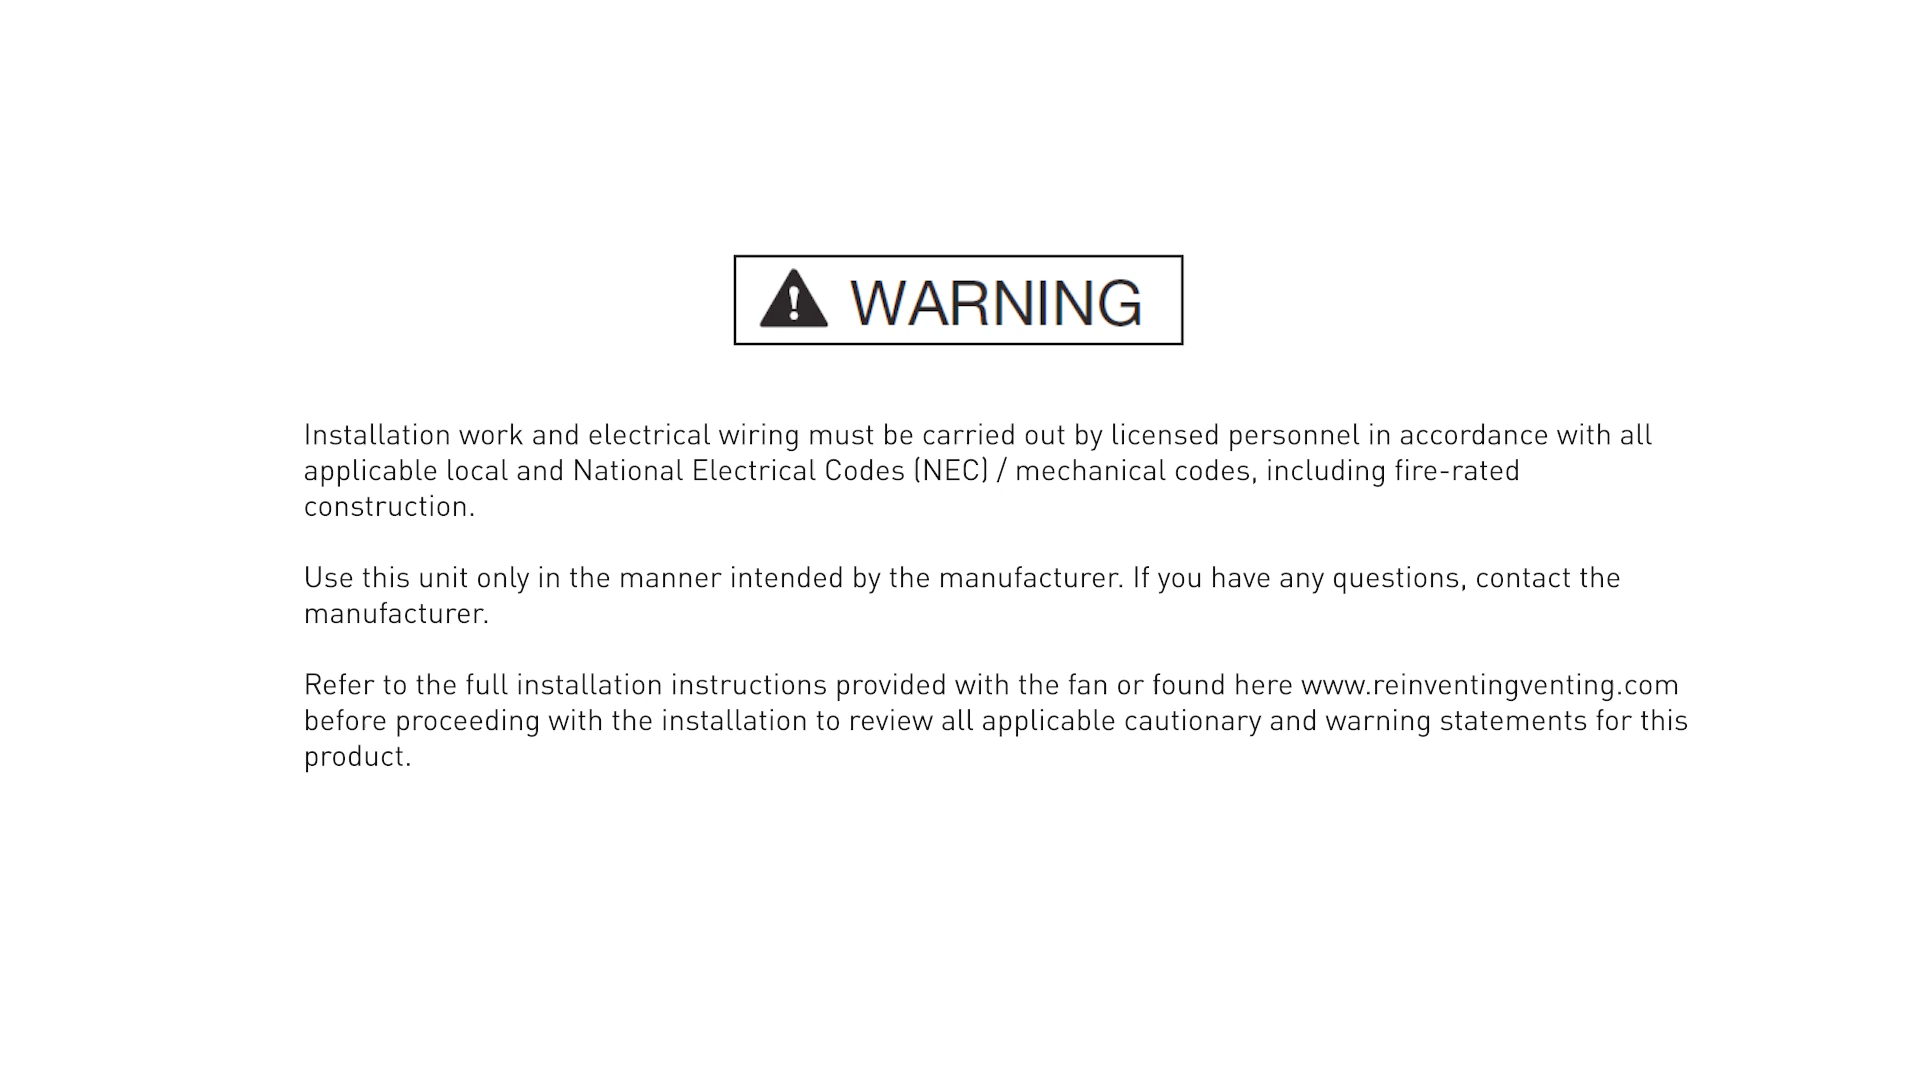 WARNING
Installation work and electrical wiring must be carried out by licensed personnel in accordance with all
applicable local and National Electrical Codes (NEC) / mechanical codes, including fire-rated
construction.
Use this unit only in the manner intended by the manufacturer. If you have any questions, contact the
manufacturer.
Refer to the full installation instructions provided with the fan or found here www.reinventingventing.com
before proceeding with the installation to review all applicable cautionary and warning statements for this
product.